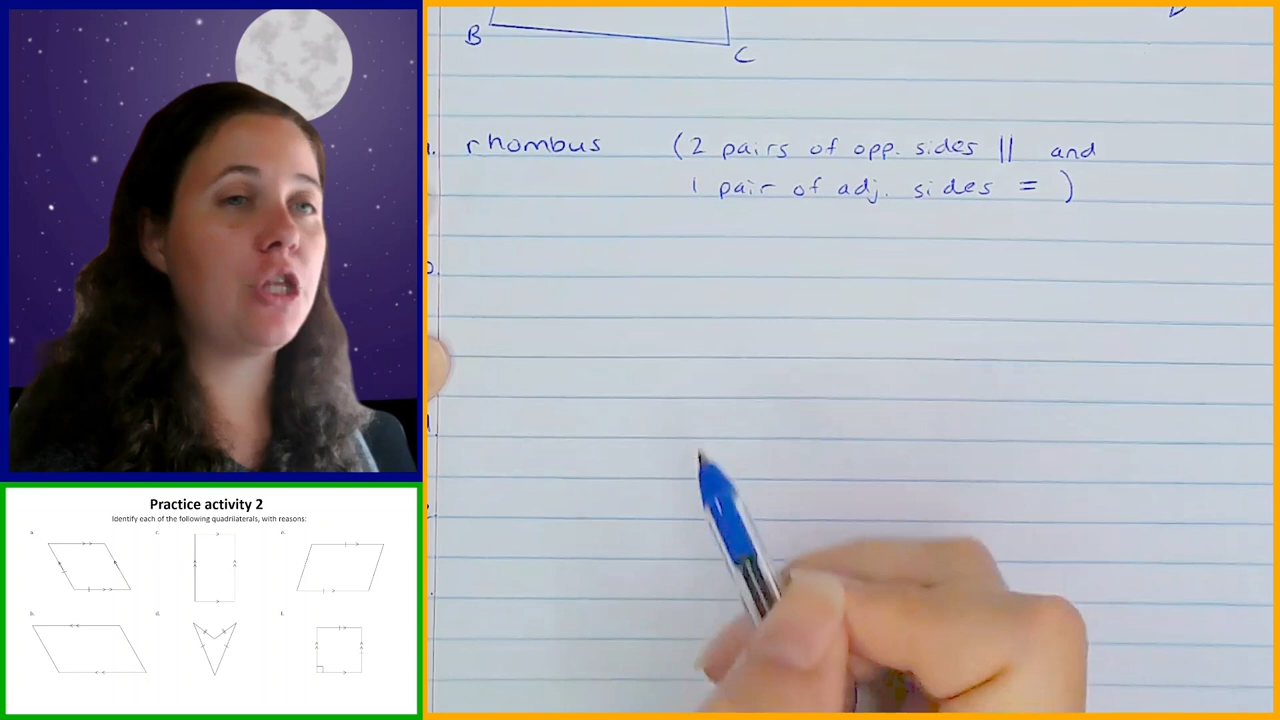 B
C
rhombus (2 pairs of opp. sides || and
1 pair of adj. sides = )
Practice activity 2
Identify each of the following quadrilaterals, with reasons:
a. c. e.
b. d. f.